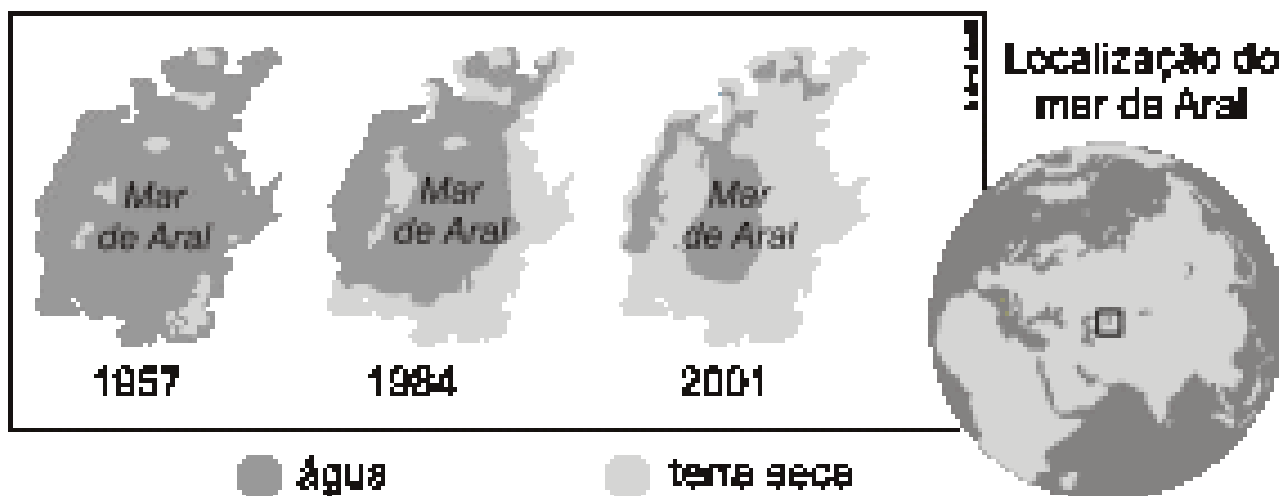 Localização do
mar de Aral
Mar
de Aral
Mar
de Aral
Mar
de Aral
1957
1984
2001
água
terra seca